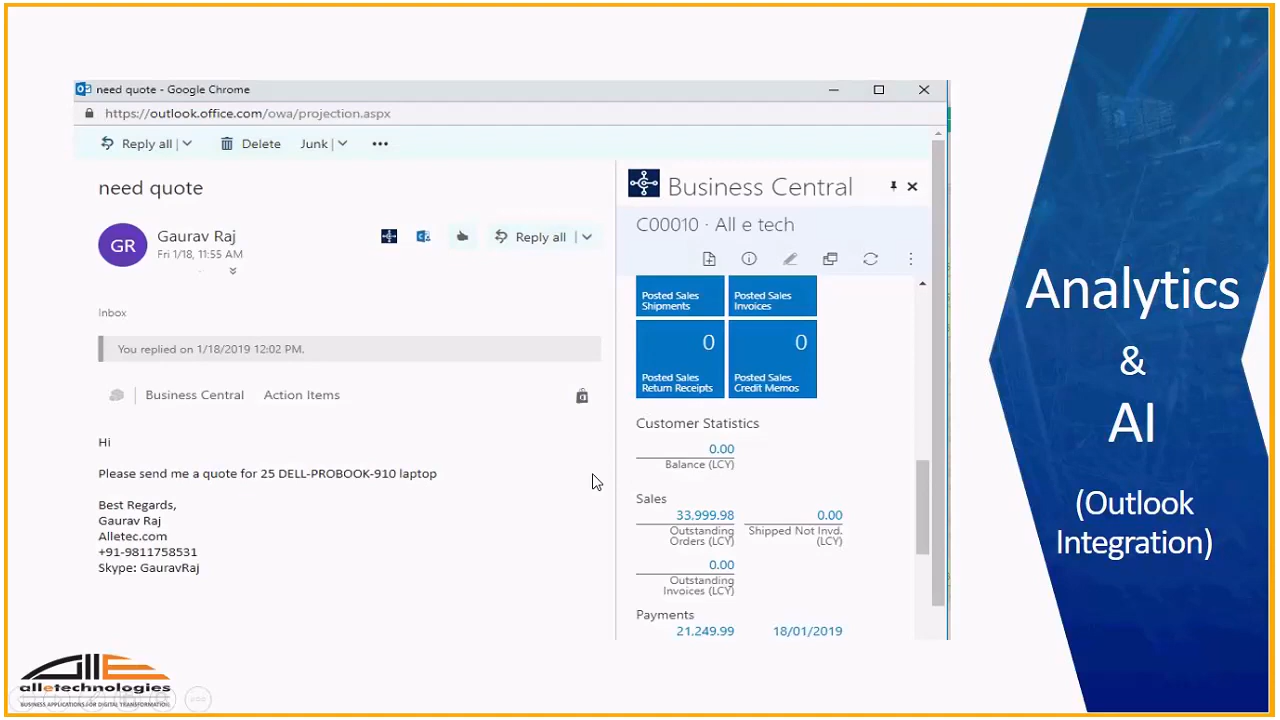 need quote - Google Chrome
https://outlook.office.com/owa/projection.aspx
Reply all
Delete
Junk
need quote
GR
Gaurav Raj
Fri 1/18, 11:55 AM
Reply all
Inbox
You replied on 1/18/2019 12:02 PM.
Business Central
Action Items
Hi
Please send me a quote for 25 DELL-PROBOOK-910 laptop
Best Regards,
Gaurav Raj
Alletec.com
+91-9811758531
Skype: GauravRaj
Business Central
C00010 · All e tech
Posted Sales
Shipments
Posted Sales
Invoices
0
Posted Sales
Return Receipts
0
Posted Sales
Credit Memos
Customer Statistics
0.00
Balance (LCY)
Sales
33,999.98
Outstanding
Orders (LCY)
0.00
Shipped Not Invd.
(LCY)
0.00
Outstanding
Invoices (LCY)
Payments
21.249.99
18/01/2019
Analytics
&
AI
(Outlook
Integration)
alletechnologies
BUSINESS APPLICATIONS FOR DIGITAL TRANSFORMATION